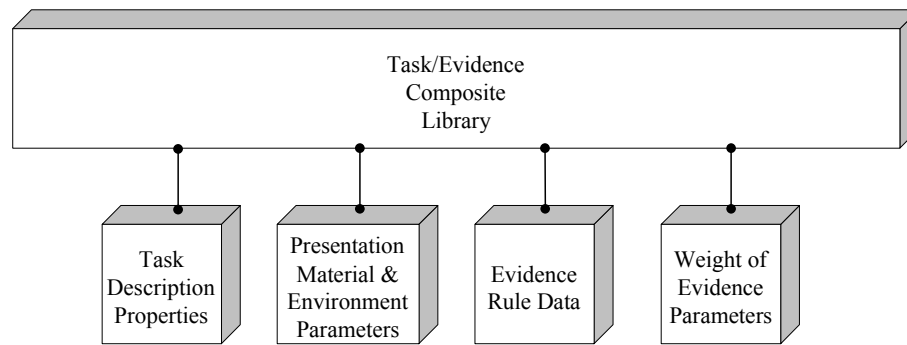 Task/Evidence
Composite
Library
Task
Description
Properties
Presentation
Material &
Environment
Parameters
Evidence
Rule Data
Weight of
Evidence
Parameters